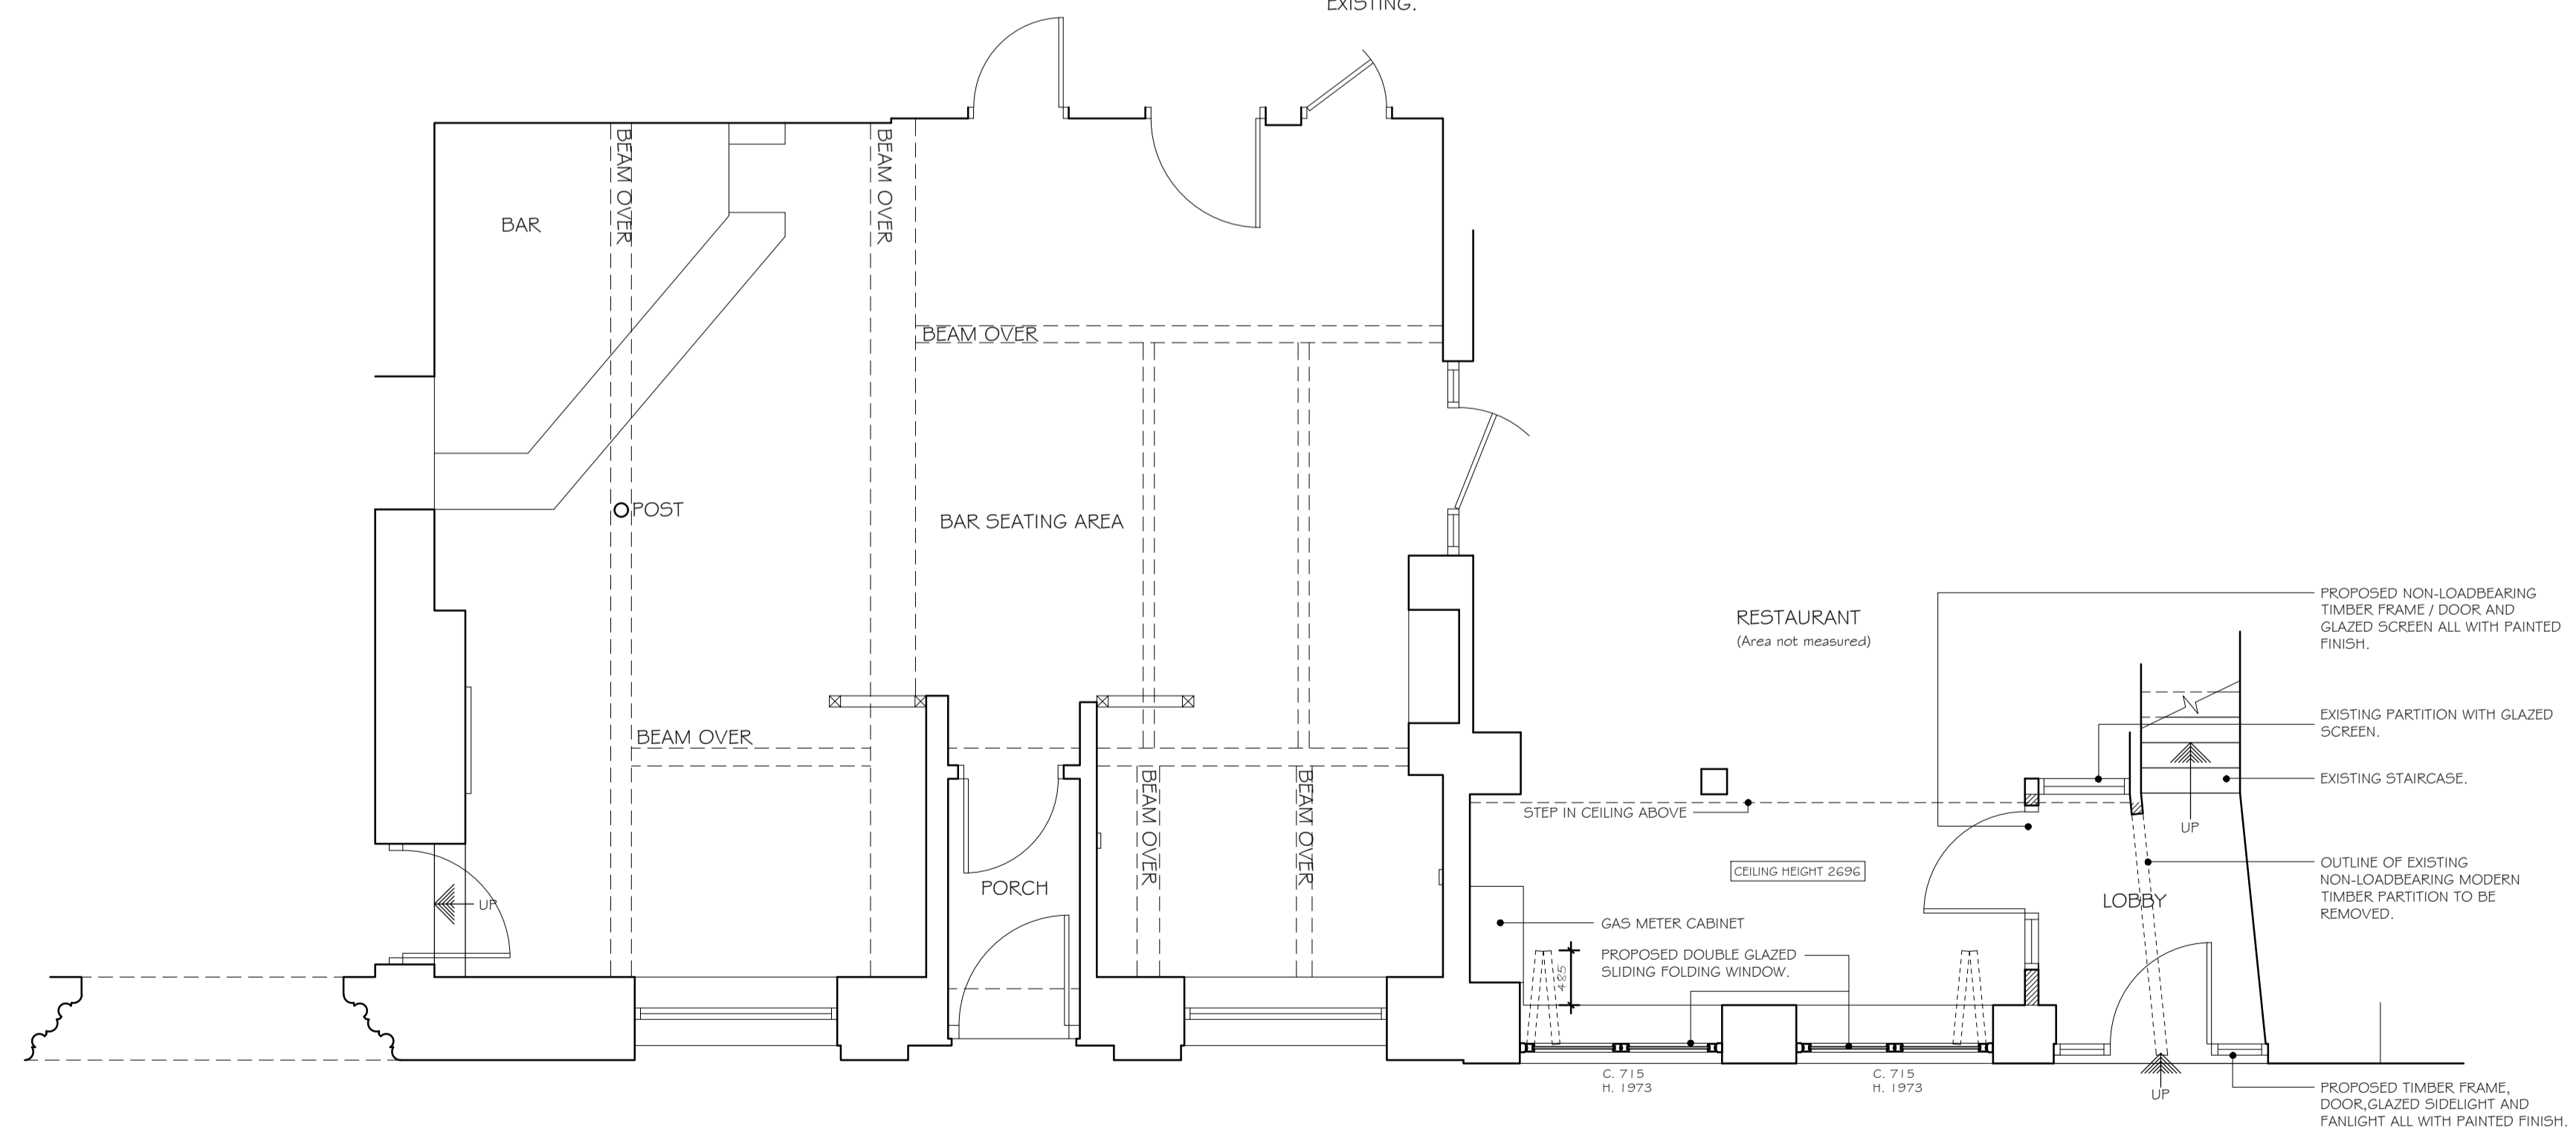 EXISTING.
BAR
BEAM OVER
BEAM OVER
BEAM OVER
POST
BAR SEATING AREA
BEAM OVER
BEAM OVER
BEAM OVER
PORCH
UP
RESTAURANT
(Area not measured)
STEP IN CEILING ABOVE
CEILING HEIGHT 2696
GAS METER CABINET
PROPOSED DOUBLE GLAZED
SLIDING FOLDING WINDOW.
485
C. 715
H. 1973
C. 715
H. 1973
LOBBY
UP
UP
PROPOSED NON-LOADBEARING
TIMBER FRAME / DOOR AND
GLAZED SCREEN ALL WITH PAINTED
FINISH.
EXISTING PARTITION WITH GLAZED
SCREEN.
EXISTING STAIRCASE.
OUTLINE OF EXISTING
NON-LOADBEARING MODERN
TIMBER PARTITION TO BE
REMOVED.
PROPOSED TIMBER FRAME,
DOOR,GLAZED SIDELIGHT AND
FANLIGHT ALL WITH PAINTED FINISH.